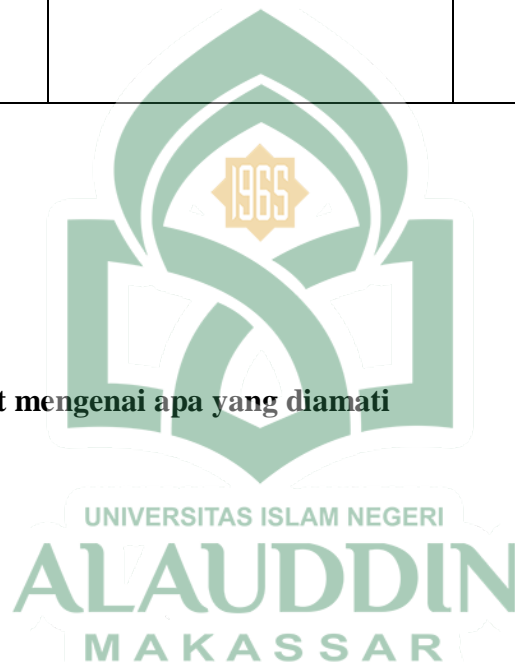 1965
t mengenai apa yang diamati
UNIVERSITAS ISLAM NEGERI
ALAUDDIN
MAKASSAR